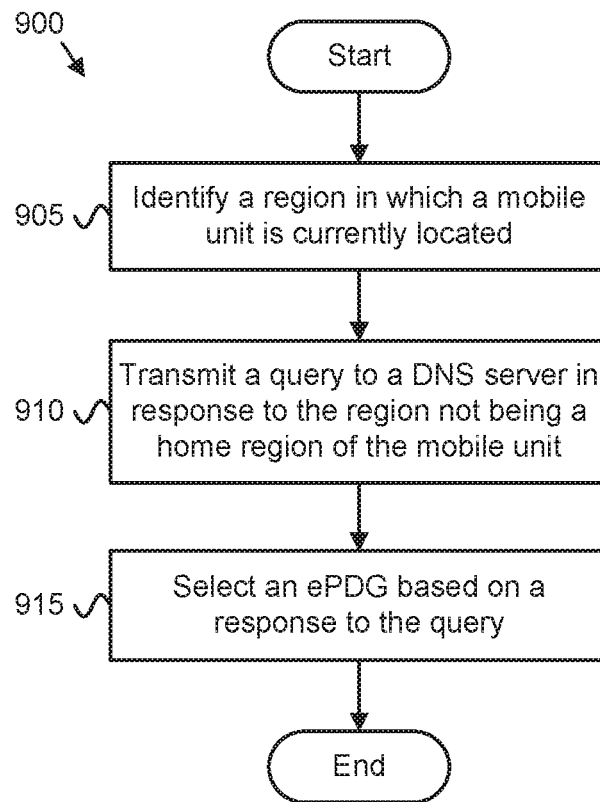 900
Start
905
Identify a region in which a mobile
unit is currently located
910
Transmit a query to a DNS server in
response to the region not being a
home region of the mobile unit
915
Select an ePDG based on a
response to the query
End